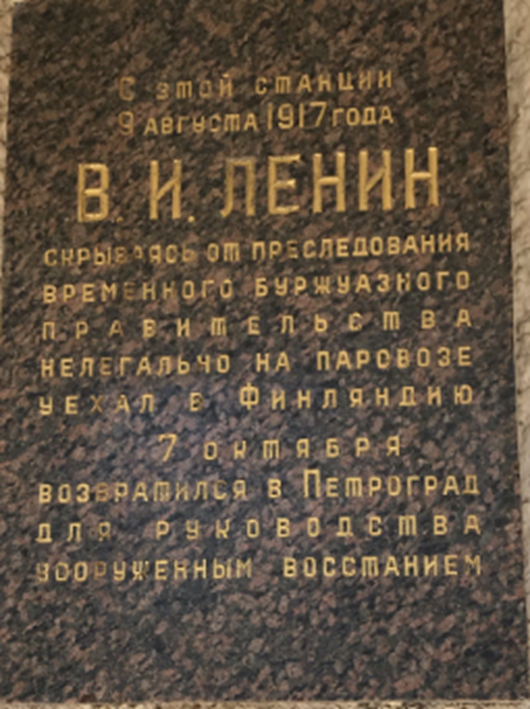 С этой станции
9 августа 1917 года
В. И. ЛЕНИН
скрываясь от преследования
временного буржуазного
правительства
нелегально на паровозе
уехал в Финляндию
7 октября
возвратился в Петроград
для руководства
вооруженным восстанием